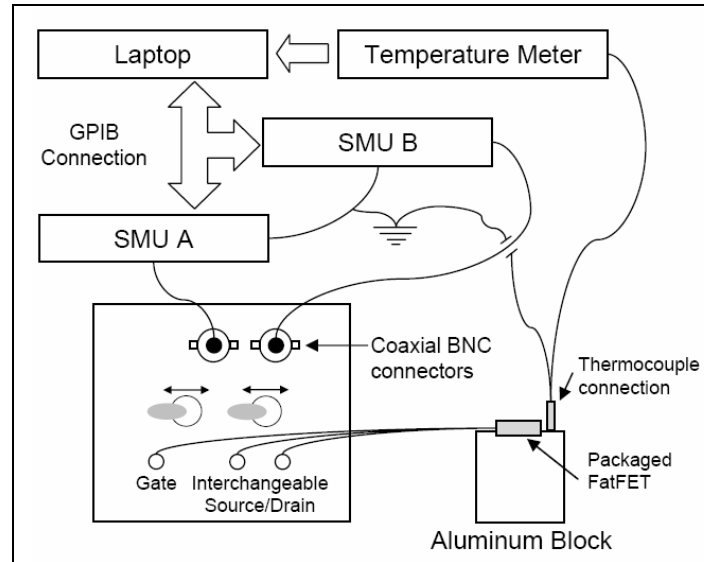 Laptop
Temperature Meter
GPIB
Connection
SMU B
SMU A
Coaxial BNC
connectors
Thermocouple
connection
Gate
Interchangeable
Source/Drain
Packaged
FatFET
Aluminum Block